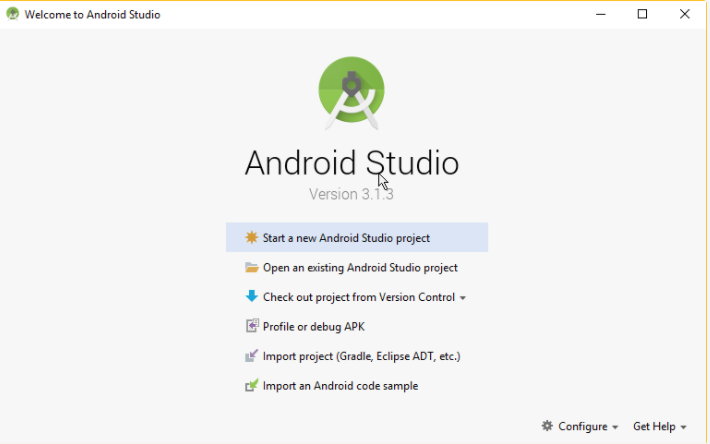 Welcome to Android Studio
Android Studio
Version 3.1.3
Start a new Android Studio project
Open an existing Android Studio project
Check out project from Version Control
Profile or debug APK
Import project (Gradle, Eclipse ADT, etc.)
Import an Android code sample
Configure Get Help